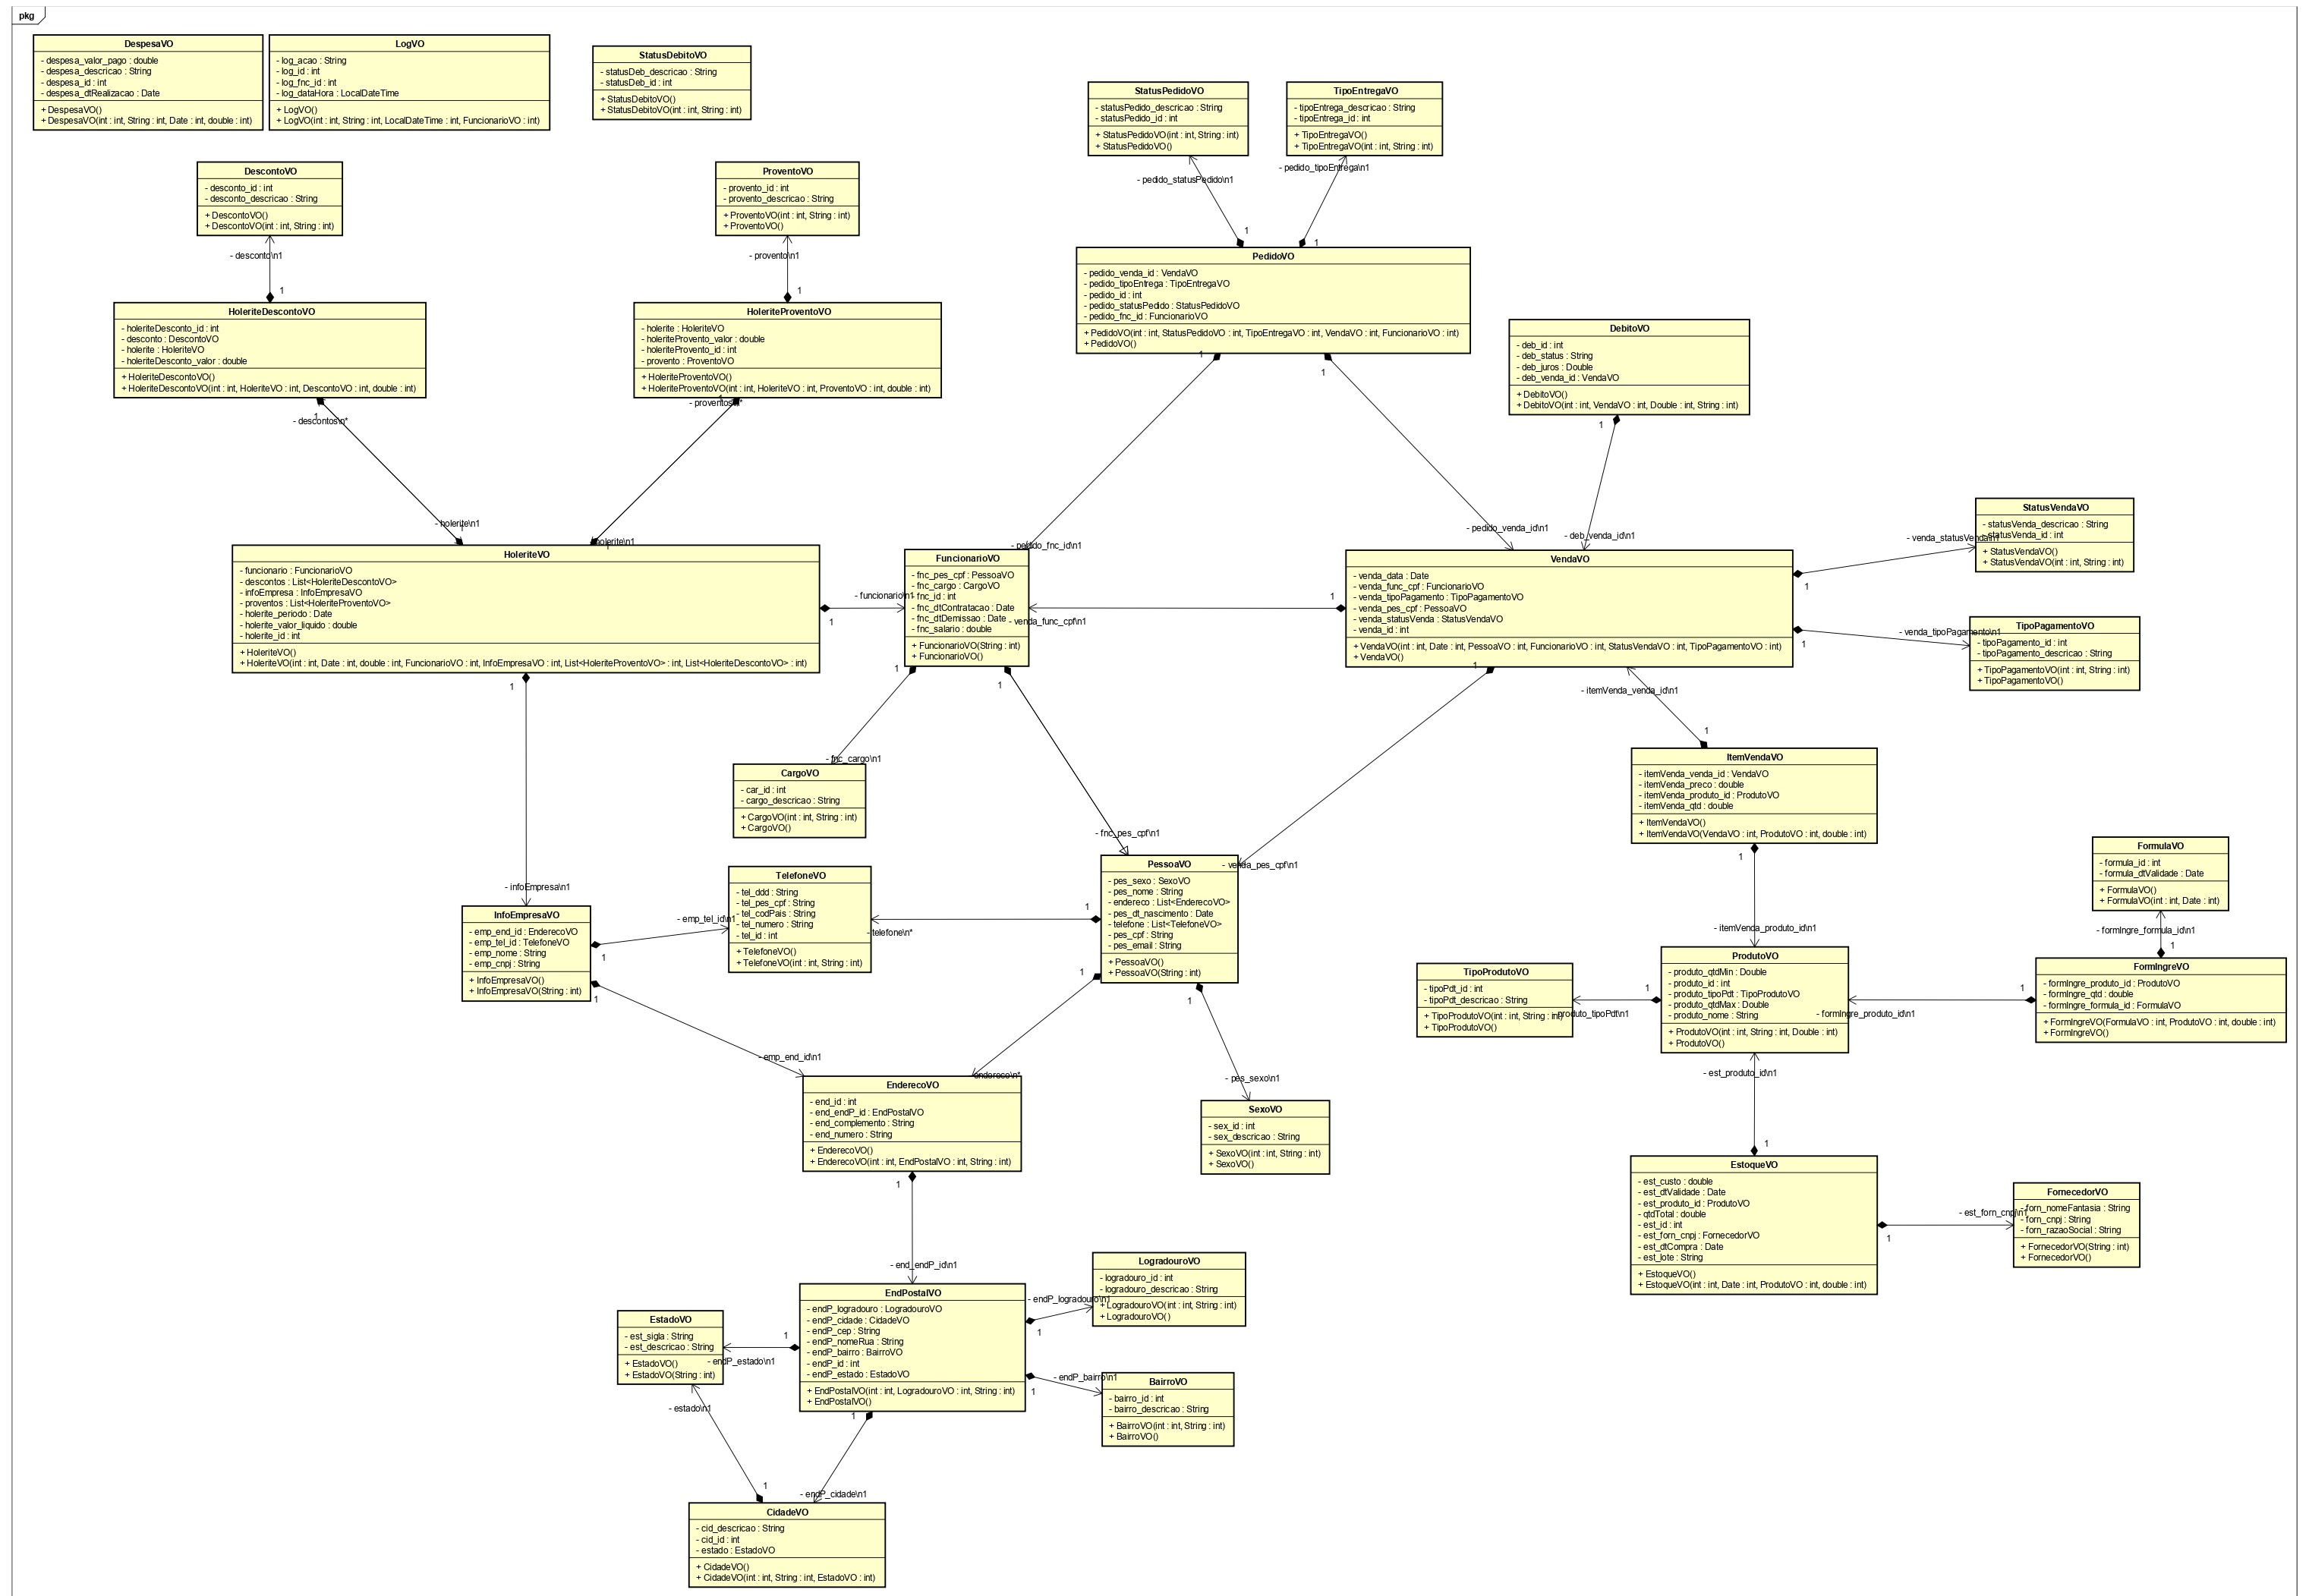 pkg
DespesaVO
- despesa_valor_pago : double
- despesa_descricao : String
- despesa_id : int
- despesa_dtRealizacao : Date
+ DespesaVO()
+ DespesaVO(int : int, String : int, Date : int, double : int)
LogVO
- log_acao : String
- log_id : int
- log_fnc_id : int
- log_dataHora : LocalDateTime
+ LogVO()
+ LogVO(int : int, String : int, LocalDateTime : int, FuncionarioVO : int)
StatusDebitoVO
- statusDeb_descricao : String
- statusDeb_id : int
+ StatusDebitoVO()
+ StatusDebitoVO(int : int, String : int)
StatusPedidoVO
- statusPedido_descricao : String
- statusPedido_id : int
+ StatusPedidoVO(int : int, String : int)
+ StatusPedidoVO()
TipoEntregaVO
- tipoEntrega_descricao : String
- tipoEntrega_id : int
+ TipoEntregaVO()
+ TipoEntregaVO(int : int, String : int)
- pedido_statusPedido\n1
- pedido_tipoEntrega\n1
1
1
DescontoVO
- desconto_id : int
- desconto_descricao : String
+ DescontoVO()
+ DescontoVO(int : int, String : int)
- desconto\n1
1
ProventoVO
- provento_id : int
- provento_descricao : String
+ ProventoVO(int : int, String : int)
+ ProventoVO()
- provento\n1
1
PedidoVO
- pedido_venda_id : VendaVO
- pedido_tipoEntrega : TipoEntregaVO
- pedido_id : int
- pedido_statusPedido : StatusPedidoVO
- pedido_fnc_id : FuncionarioVO
+ PedidoVO(int : int, StatusPedidoVO : int, TipoEntregaVO : int, VendaVO : int, FuncionarioVO : int)
+ PedidoVO()
1
1
HoleriteDescontoVO
- holeriteDesconto_id : int
- desconto : DescontoVO
- holerite : HoleriteVO
- holeriteDesconto_valor : double
+ HoleriteDescontoVO()
+ HoleriteDescontoVO(int : int, HoleriteVO : int, DescontoVO : int, double : int)
1
- descontos\n*
HoleriteProventoVO
- holerite : HoleriteVO
- holeriteProvento_valor : double
- holeriteProvento_id : int
- provento : ProventoVO
+ HoleriteProventoVO()
+ HoleriteProventoVO(int : int, HoleriteVO : int, ProventoVO : int, double : int)
- proventos\n*
DebitoVO
- deb_id : int
- deb_status : String
- deb_juros : Double
- deb_venda_id : VendaVO
+ DebitoVO()
+ DebitoVO(int : int, VendaVO : int, Double : int, String : int)
1
- holerite\n1
- holerite\n1
- pedido_fnc_id\n1
- pedido_venda_id\n1
- deb_venda_id\n1
HoleriteVO
- funcionario : FuncionarioVO
- descontos : List<HoleriteDescontoVO>
- infoEmpresa : InfoEmpresaVO
- proventos : List<HoleriteProventoVO>
- holerite_periodo : Date
- holerite_valor_liquido : double
- holerite_id : int
+ HoleriteVO()
+ HoleriteVO(int : int, Date : int, double : int, FuncionarioVO : int, InfoEmpresaVO : int, List<HoleriteProventoVO> : int, List<HoleriteDescontoVO> : int)
- funcionario\n1
1
1
FuncionarioVO
- fnc_pes_cpf : PessoaVO
- fnc_cargo : CargoVO
- fnc_id : int
- fnc_dtContratacao : Date
- fnc_dtDemissao : Date
- fnc_salario : double
+ FuncionarioVO(String : int)
+ FuncionarioVO()
1
- venda_func_cpf\n1
1
1
VendaVO
- venda_data : Date
- venda_func_cpf : FuncionarioVO
- venda_tipoPagamento : TipoPagamentoVO
- venda_pes_cpf : PessoaVO
- venda_statusVenda : StatusVendaVO
- venda_id : int
+ VendaVO(int : int, Date : int, PessoaVO : int, FuncionarioVO : int, StatusVendaVO : int, TipoPagamentoVO : int)
+ VendaVO()
1
- venda_statusVenda\n1
1
StatusVendaVO
- statusVenda_descricao : String
- statusVenda_id : int
+ StatusVendaVO()
+ StatusVendaVO(int : int, String : int)
- venda_tipoPagamento\n1
1
TipoPagamentoVO
- tipoPagamento_id : int
- tipoPagamento_descricao : String
+ TipoPagamentoVO(int : int, String : int)
+ TipoPagamentoVO()
- itemVenda_venda_id\n1
1
ItemVendaVO
- itemVenda_venda_id : VendaVO
- itemVenda_preco : double
- itemVenda_produto_id : ProdutoVO
- itemVenda_qtd : double
+ ItemVendaVO()
+ ItemVendaVO(VendaVO : int, ProdutoVO : int, double : int)
1
- itemVenda_produto_id\n1
- fnc_cargo\n1
CargoVO
- car_id : int
- cargo_descricao : String
+ CargoVO(int : int, String : int)
+ CargoVO()
- fnc_pes_cpf\n1
- venda_pes_cpf\n1
PessoaVO
- pes_sexo : SexoVO
- pes_nome : String
- endereco : List<EnderecoVO>
- pes_dt_nascimento : Date
- telefone : List<TelefoneVO>
- pes_cpf : String
- pes_email : String
+ PessoaVO()
+ PessoaVO(String : int)
1
1
1
TelefoneVO
- tel_ddd : String
- tel_pes_cpf : String
- tel_codPais : String
- tel_numero : String
- tel_id : int
+ TelefoneVO()
+ TelefoneVO(int : int, String : int)
- emp_tel_id\n1
- telefone\n*
- infoEmpresa\n1
InfoEmpresaVO
- emp_end_id : EnderecoVO
- emp_tel_id : TelefoneVO
- emp_nome : String
- emp_cnpj : String
+ InfoEmpresaVO()
+ InfoEmpresaVO(String : int)
1
1
FormulaVO
- formula_id : int
- formula_dtValidade : Date
+ FormulaVO()
+ FormulaVO(int : int, Date : int)
- formIngre_formula_id\n1
1
FormIngreVO
- formIngre_produto_id : ProdutoVO
- formIngre_qtd : double
- formIngre_formula_id : FormulaVO
+ FormIngreVO(FormulaVO : int, ProdutoVO : int, double : int)
+ FormIngreVO()
1
- formIngre_produto_id\n1
ProdutoVO
- produto_qtdMin : Double
- produto_id : int
- produto_tipoPdt : TipoProdutoVO
- produto_qtdMax : Double
- produto_nome : String
+ ProdutoVO(int : int, String : int, Double : int)
+ ProdutoVO()
1
- produto_tipoPdt\n1
TipoProdutoVO
- tipoPdt_id : int
- tipoPdt_descricao : String
+ TipoProdutoVO(int : int, String : int)
+ TipoProdutoVO()
- est_produto_id\n1
1
- emp_end_id\n1
- endereco\n*
- pes_sexo\n1
EnderecoVO
- end_id : int
- end_endP_id : EndPostalVO
- end_complemento : String
- end_numero : String
+ EnderecoVO()
+ EnderecoVO(int : int, EndPostalVO : int, String : int)
1
- end_endP_id\n1
SexoVO
- sex_id : int
- sex_descricao : String
+ SexoVO(int : int, String : int)
+ SexoVO()
EstoqueVO
- est_custo : double
- est_dtValidade : Date
- est_produto_id : ProdutoVO
- qtdTotal : double
- est_id : int
- est_forn_cnpj : FornecedorVO
- est_dtCompra : Date
- est_lote : String
+ EstoqueVO()
+ EstoqueVO(int : int, Date : int, ProdutoVO : int, double : int)
1
- est_forn_cnpj\n1
FornecedorVO
- forn_nomeFantasia : String
- forn_cnpj : String
- forn_razaoSocial : String
+ FornecedorVO(String : int)
+ FornecedorVO()
EndPostalVO
- endP_logradouro : LogradouroVO
- endP_cidade : CidadeVO
- endP_cep : String
- endP_nomeRua : String
- endP_bairro : BairroVO
- endP_id : int
- endP_estado : EstadoVO
+ EndPostalVO(int : int, LogradouroVO : int, String : int)
+ EndPostalVO()
1
1
1
1
- endP_logradouro\n1
LogradouroVO
- logradouro_id : int
- logradouro_descricao : String
+ LogradouroVO(int : int, String : int)
+ LogradouroVO()
- endP_bairro\n1
BairroVO
- bairro_id : int
- bairro_descricao : String
+ BairroVO(int : int, String : int)
+ BairroVO()
EstadoVO
- est_sigla : String
- est_descricao : String
+ EstadoVO()
+ EstadoVO(String : int)
- endP_estado\n1
- estado\n1
1
- endP_cidade\n1
CidadeVO
- cid_descricao : String
- cid_id : int
- estado : EstadoVO
+ CidadeVO()
+ CidadeVO(int : int, String : int, EstadoVO : int)